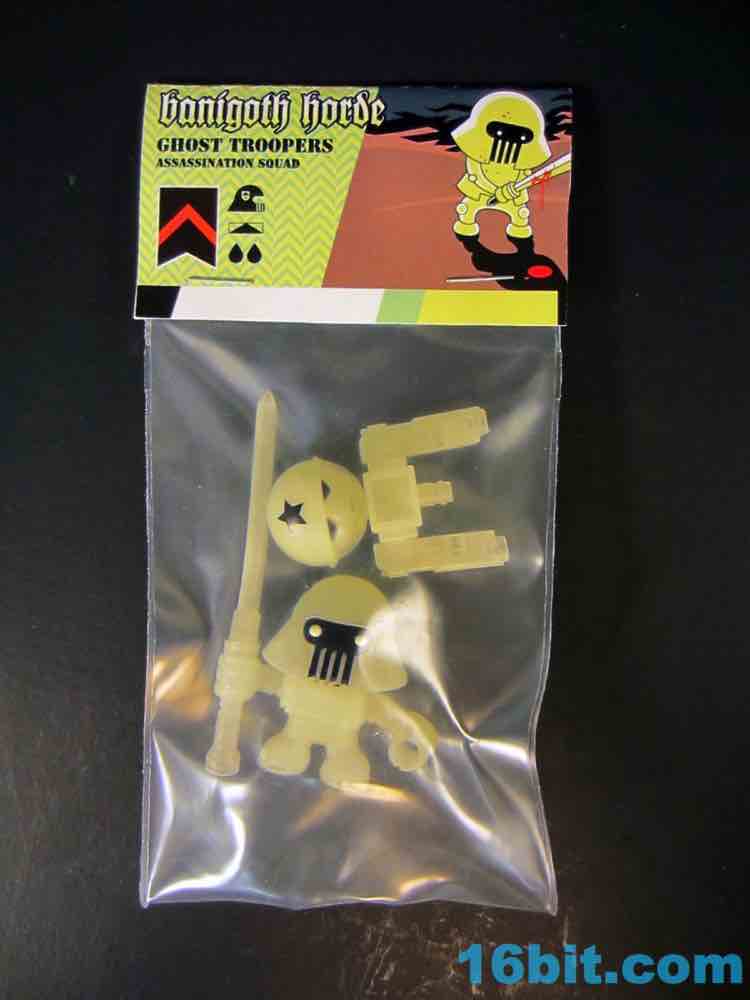 banigoth horde
GHOST TROOPERS
ASSASSINATION SQUAD
16bit.com